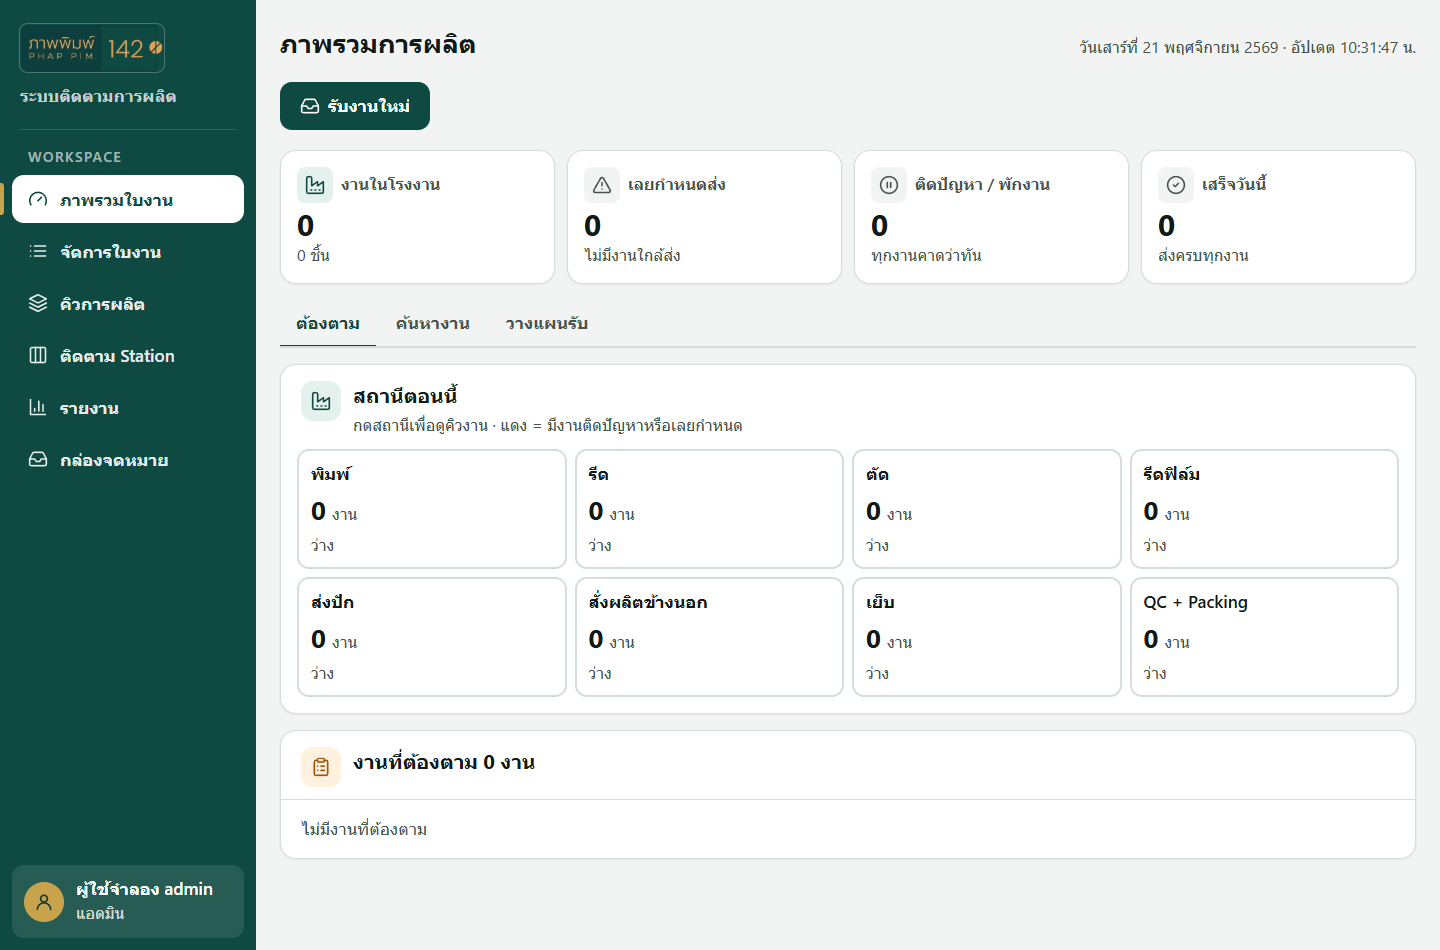 ภาพพิมพ์ 142
PHAP PIM
ระบบติดตามการผลิต
WORKSPACE
ภาพรวมใบงาน
จัดการใบงาน
คิวการผลิต
ติดตาม Station
รายงาน
กล่องจดหมาย
ผู้ใช้จำลอง admin
แอดมิน
ภาพรวมการผลิต
วันเสาร์ที่ 21 พฤศจิกายน 2569 · อัปเดต 10:31:47 น.
รับงานใหม่
งานในโรงงาน
0
0 ชิ้น
เลยกำหนดส่ง
0
ไม่มีงานใกล้ส่ง
ติดปัญหา / พักงาน
0
ทุกงานคาดว่าทัน
เสร็จวันนี้
0
ส่งครบทุกงาน
ต้องตาม
ค้นหางาน
วางแผนรับ
สถานีตอนนี้
กดสถานีเพื่อดูคิวงาน · แดง = มีงานติดปัญหาหรือเลยกำหนด
พิมพ์
0 งาน
ว่าง
รีด
0 งาน
ว่าง
ตัด
0 งาน
ว่าง
รีดฟิล์ม
0 งาน
ว่าง
ส่งปัก
0 งาน
ว่าง
สั่งผลิตข้างนอก
0 งาน
ว่าง
เย็บ
0 งาน
ว่าง
QC + Packing
0 งาน
ว่าง
งานที่ต้องตาม 0 งาน
ไม่มีงานที่ต้องตาม